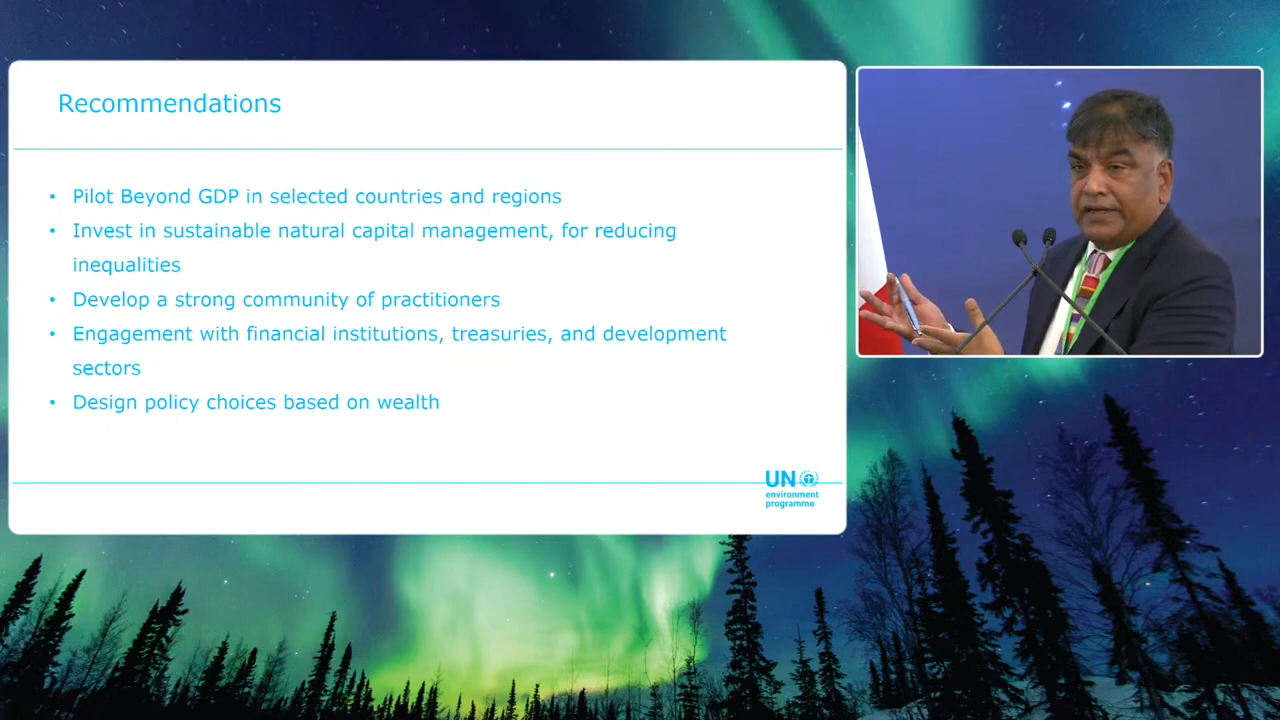 Recommendations
• Pilot Beyond GDP in selected countries and regions
• Invest in sustainable natural capital management, for reducing
inequalities
• Develop a strong community of practitioners
• Engagement with financial institutions, treasuries, and development
sectors
• Design policy choices based on wealth
UN
environment
programme